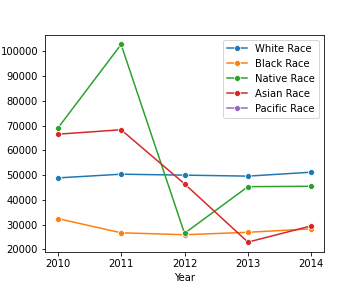 100000
90000
80000
70000
60000
50000
40000
30000
20000
White Race
Black Race
Native Race
Asian Race
Pacific Race
2010 2011 2012 2013 2014
Year